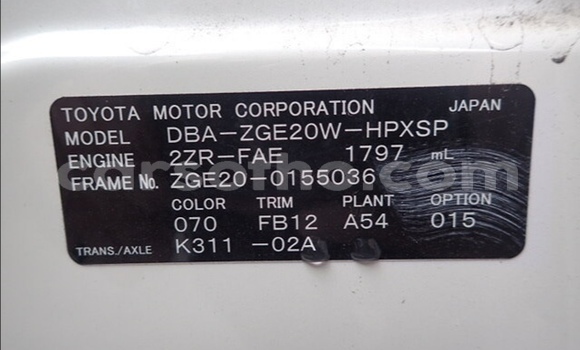 TOYOTA MOTOR CORPORATION JAPAN
MODEL DBA-ZGE20W-HPXSP
ENGINE 2ZR-FAE 1797 mL
FRAME No. ZGE20-0155036
COLOR TRIM PLANT OPTION
070 FB12 A54 015
TRANS./AXLE K311 -02A